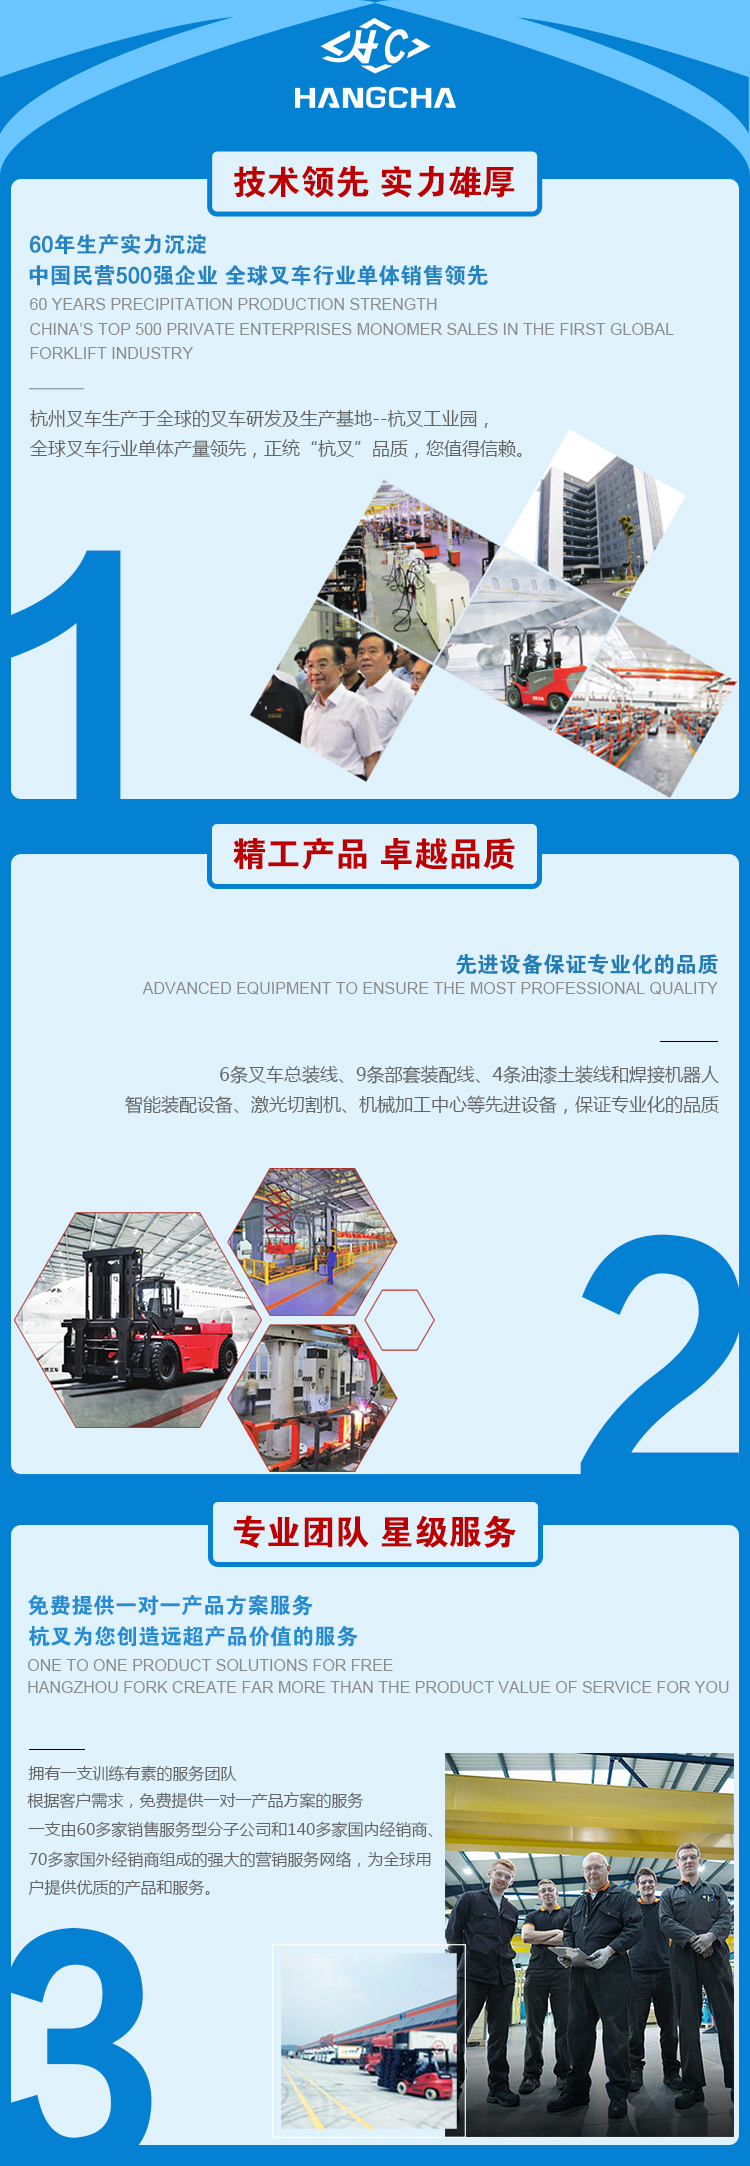 HC
HANGCHA
技术领先 实力雄厚
60年生产实力沉淀
中国民营500强企业 全球叉车行业单体销售领先
60 YEARS PRECIPITATION PRODUCTION STRENGTH
CHINA'S TOP 500 PRIVATE ENTERPRISES MONOMER SALES IN THE FIRST GLOBAL
FORKLIFT INDUSTRY
杭州叉车生产于全球的叉车研发及生产基地--杭叉工业园，
全球叉车行业单体产量领先，正统“杭叉”品质，您值得信赖。
1
精工产品 卓越品质
先进设备保证专业化的品质
ADVANCED EQUIPMENT TO ENSURE THE MOST PROFESSIONAL QUALITY
6条叉车总装线、9条部套装配线、4条油漆土装线和焊接机器人
智能装配设备、激光切割机、机械加工中心等先进设备，保证专业化的品质
2
专业团队 星级服务
免费提供一对一产品方案服务
杭叉为您创造远超产品价值的服务
ONE TO ONE PRODUCT SOLUTIONS FOR FREE
HANGZHOU FORK CREATE FAR MORE THAN THE PRODUCT VALUE OF SERVICE FOR YOU
拥有一支训练有素的服务团队
根据客户需求，免费提供一对一产品方案的服务
一支由60多家销售服务型分子公司和140多家国内经销商、
70多家国外经销商组成的强大的营销服务网络，为全球用
户提供优质的产品和服务。
3